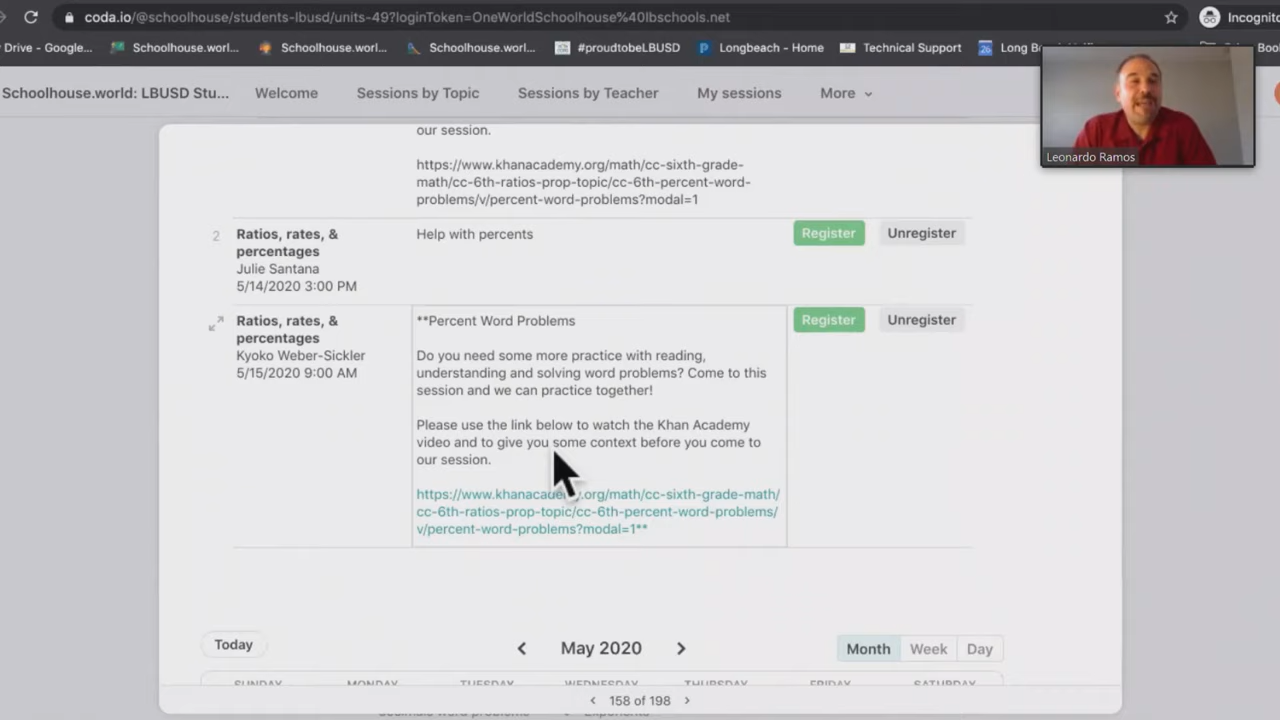 coda.io/@schoolhouse/students-lbusd/units-49?loginToken=OneWorldSchoolhouse%40lbschools.net
Incognito
Drive - Google...
Schoolhouse.worl...
Schoolhouse.worl...
Schoolhouse.worl...
#proudtobeLBUSD
Longbeach - Home
Technical Support
Long B
Schoolhouse.world: LBUSD Stu...
Welcome
Sessions by Topic
Sessions by Teacher
My sessions
More
Leonardo Ramos
our session.
https://www.khanacademy.org/math/cc-sixth-grade-
math/cc-6th-ratios-prop-topic/cc-6th-percent-word-
problems/v/percent-word-problems?modal=1
2
Ratios, rates, &
percentages
Julie Santana
5/14/2020 3:00 PM
Help with percents
Register
Unregister
Ratios, rates, &
percentages
Kyoko Weber-Sickler
5/15/2020 9:00 AM
**Percent Word Problems
Do you need some more practice with reading,
understanding and solving word problems? Come to this
session and we can practice together!
Please use the link below to watch the Khan Academy
video and to give you some context before you come to
our session.
https://www.khanacademy.org/math/cc-sixth-grade-math/
cc-6th-ratios-prop-topic/cc-6th-percent-word-problems/
v/percent-word-problems?modal=1**
Register
Unregister
Today
May 2020
Month
Week
Day
SUNDAY
MONDAY
TUESDAY
WEDNESDAY
THURSDAY
FRIDAY
SATURDAY
158 of 198